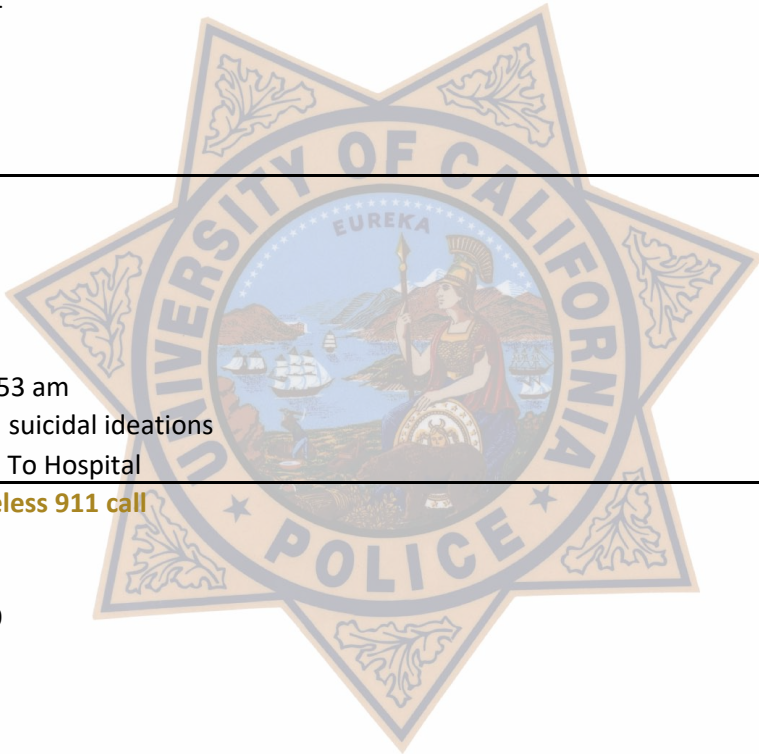 UNIVERSITY OF CALIFORNIA
EUREKA
53 am
suicidal ideations
To Hospital
eless 911 call
POLICE